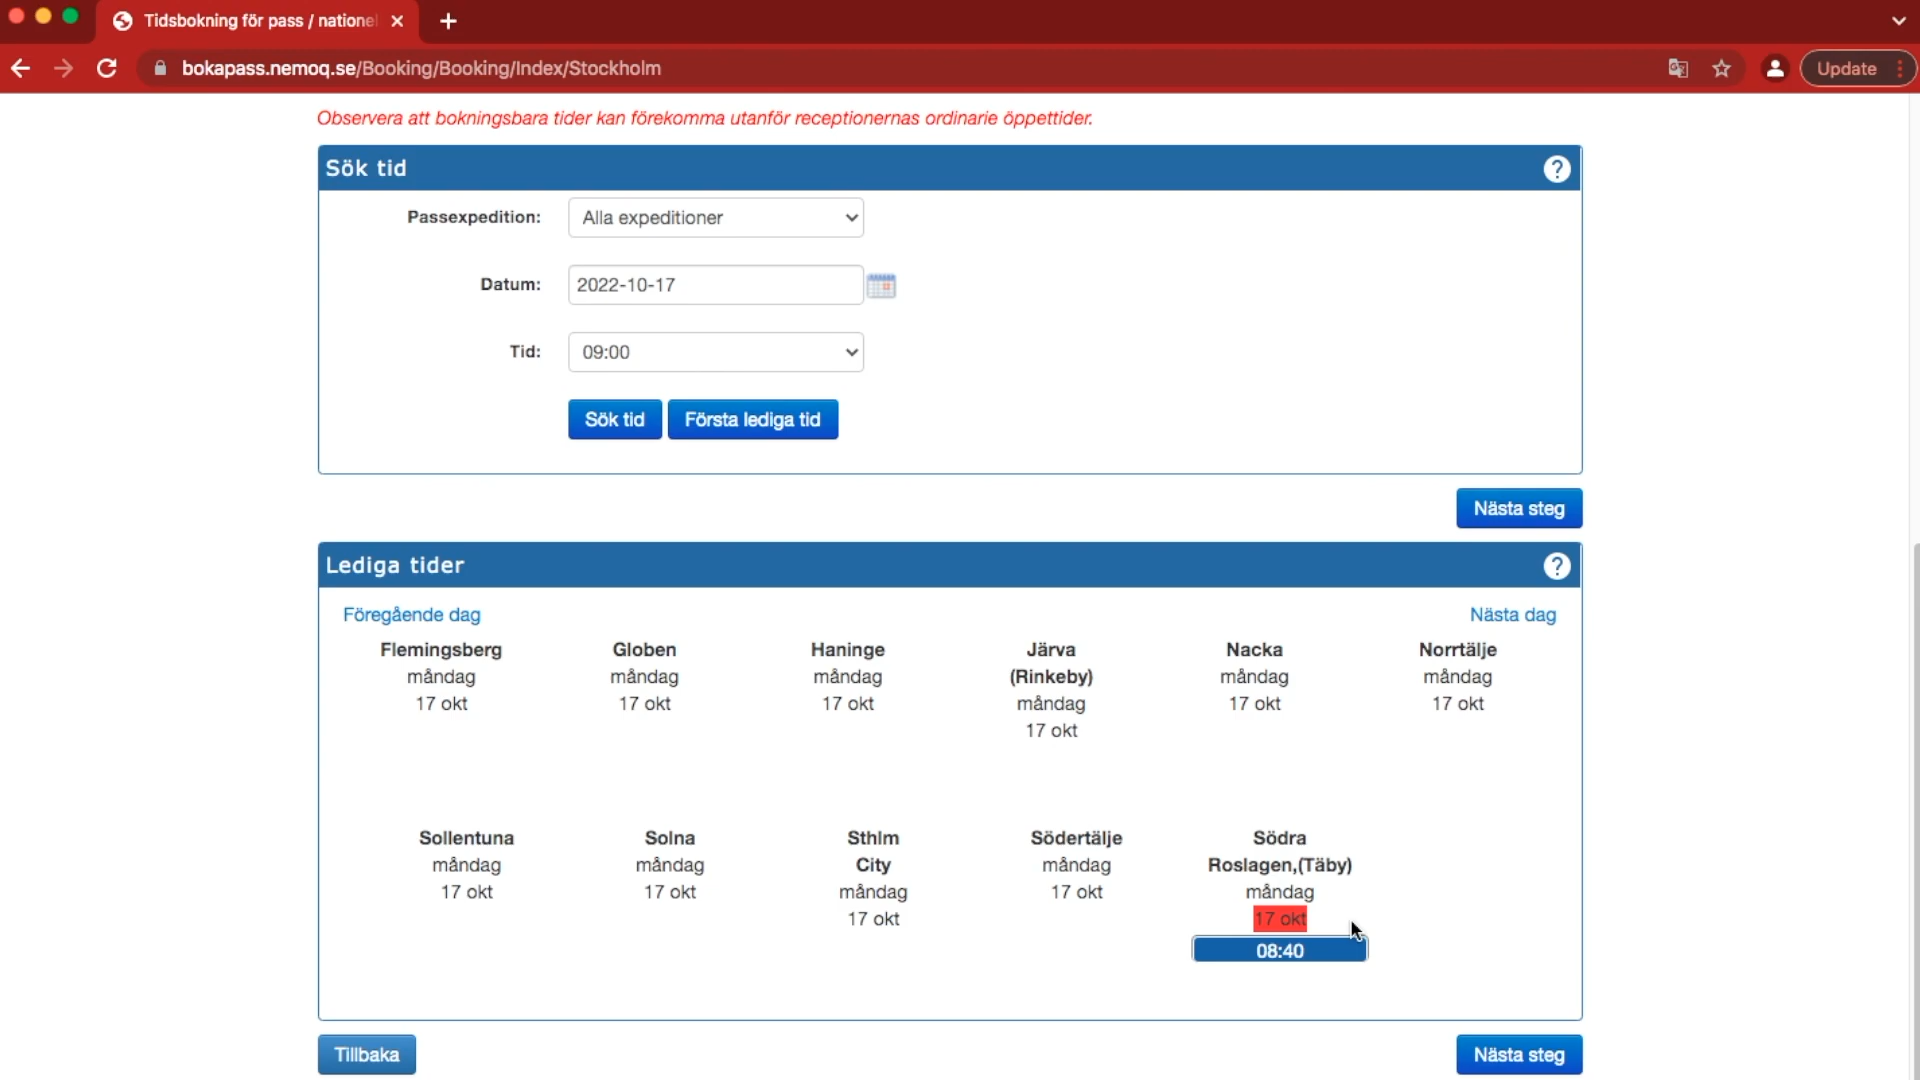 Tidsbokning för pass / nationel
bokapass.nemoq.se/Booking/Booking/Index/Stockholm
Update
Observera att bokningsbara tider kan förekomma utanför receptionernas ordinarie öppettider.
Sök tid
?
Passexpedition:
Alla expeditioner
Datum:
2022-10-17
Tid:
09:00
Sök tid
Första lediga tid
Nästa steg
Lediga tider
?
Föregående dag
Nästa dag
Flemingsberg
måndag
17 okt
Globen
måndag
17 okt
Haninge
måndag
17 okt
Järva
(Rinkeby)
måndag
17 okt
Nacka
måndag
17 okt
Norrtälje
måndag
17 okt
Sollentuna
måndag
17 okt
Solna
måndag
17 okt
Sthlm
City
måndag
17 okt
Södertälje
måndag
17 okt
Södra
Roslagen,(Täby)
måndag
17 okt
08:40
Tillbaka
Nästa steg